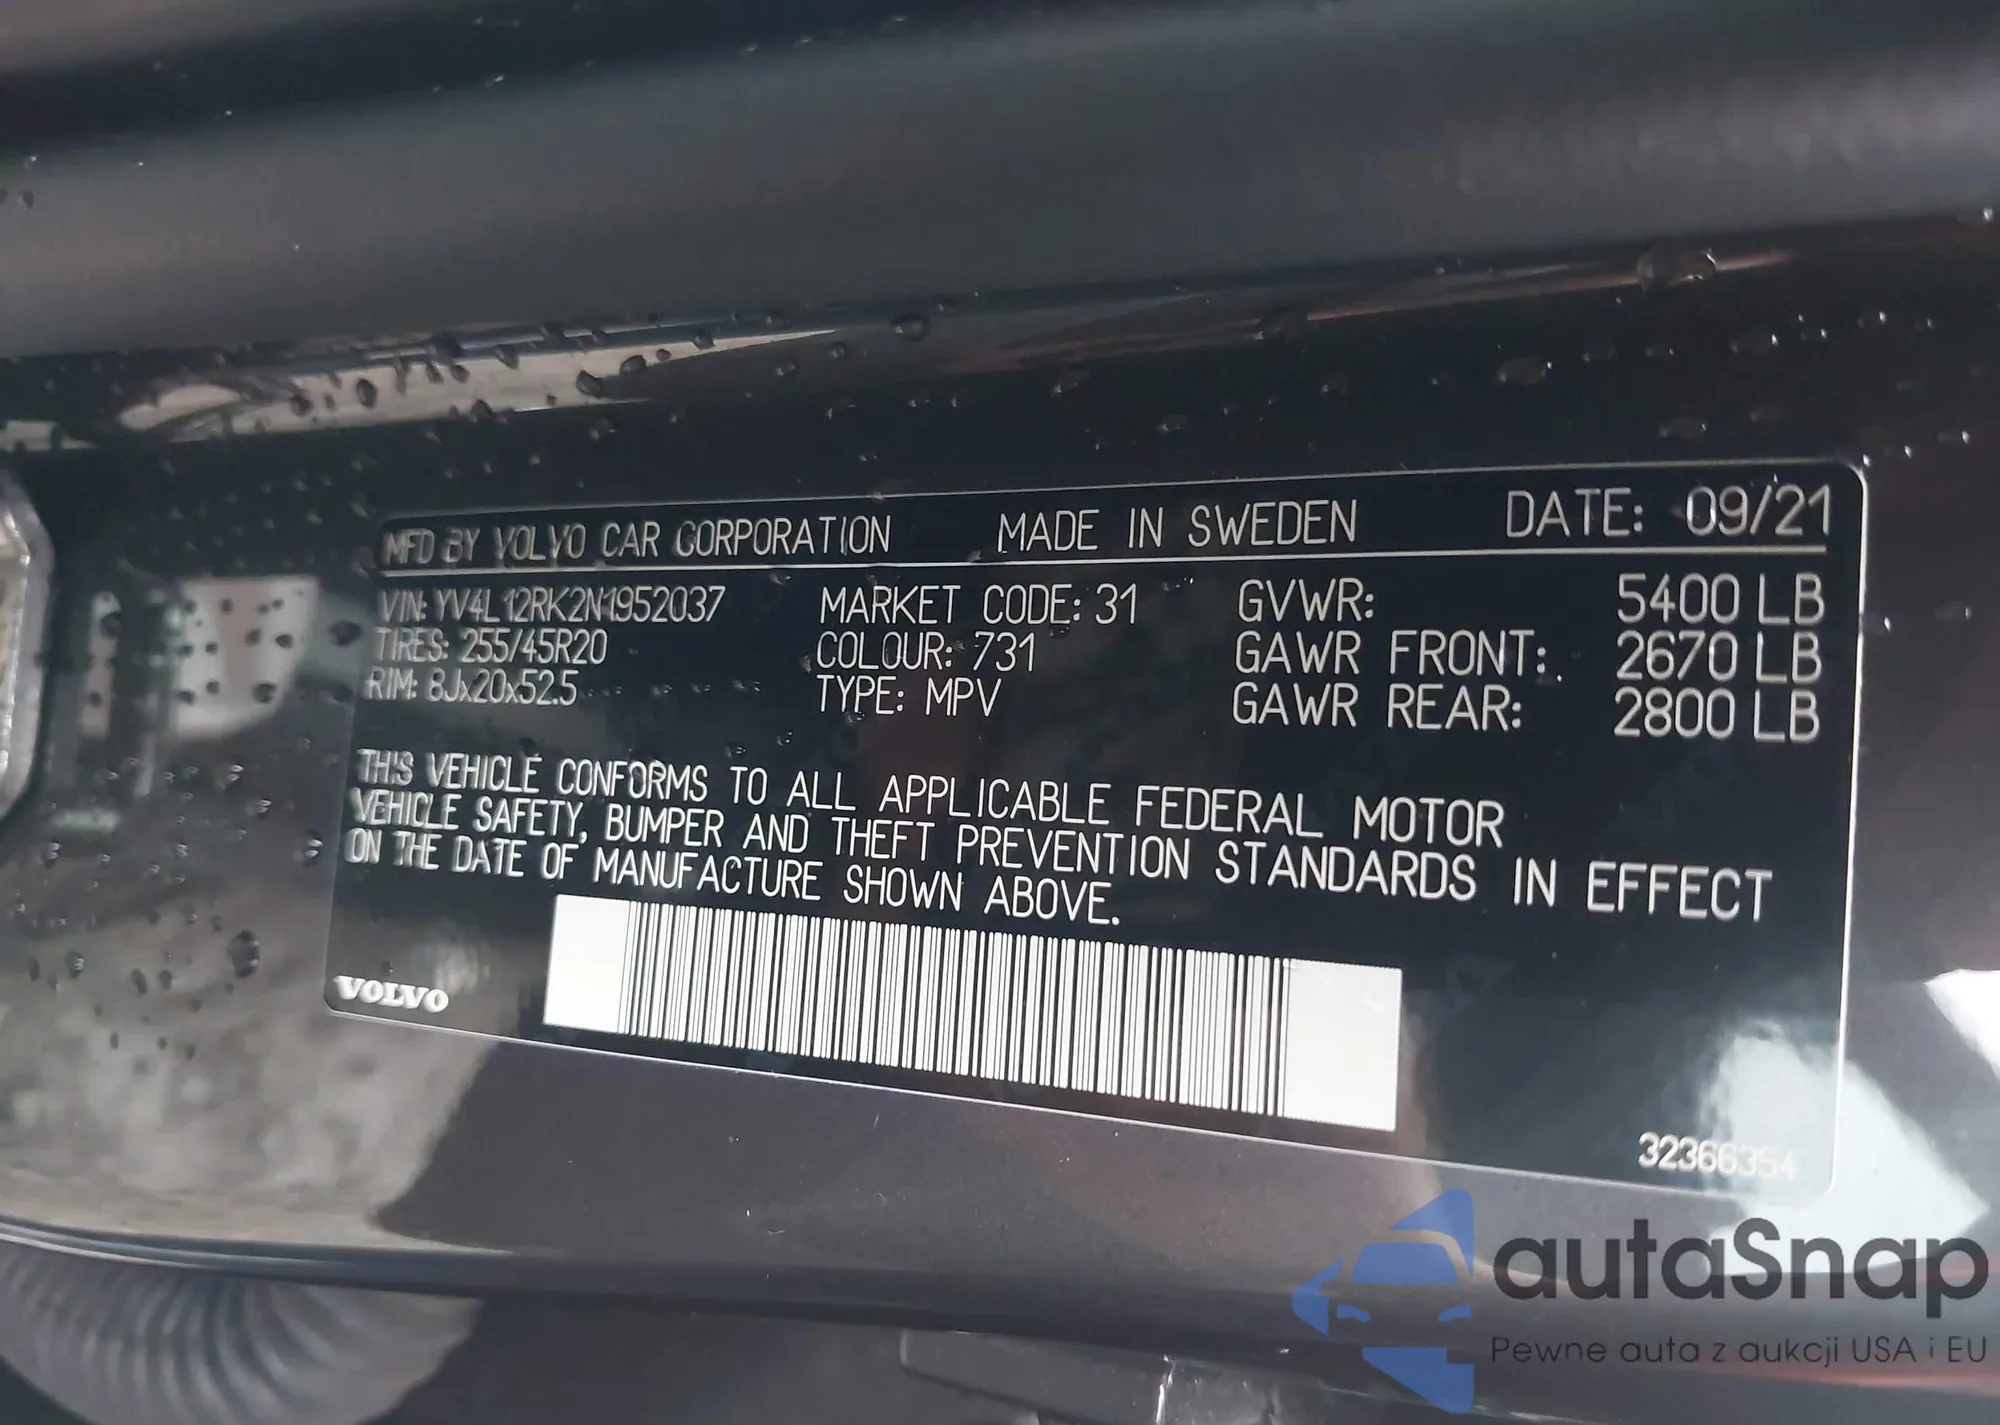 MFD BY VOLVO CAR CORPORATION MADE IN SWEDEN DATE: 09/21
VIN: YV4L12RK2N1952037 MARKET CODE: 31 GVWR: 5400 LB
TIRES: 255/45R20 COLOUR: 731 GAWR FRONT: 2670 LB
RIM: 8Jx20x52.5 TYPE: MPV GAWR REAR: 2800 LB
THIS VEHICLE CONFORMS TO ALL APPLICABLE FEDERAL MOTOR
VEHICLE SAFETY, BUMPER AND THEFT PREVENTION STANDARDS IN EFFECT
ON THE DATE OF MANUFACTURE SHOWN ABOVE.
VOLVO
32366354
autaSnap
Pewne auta z aukcji USA i EU